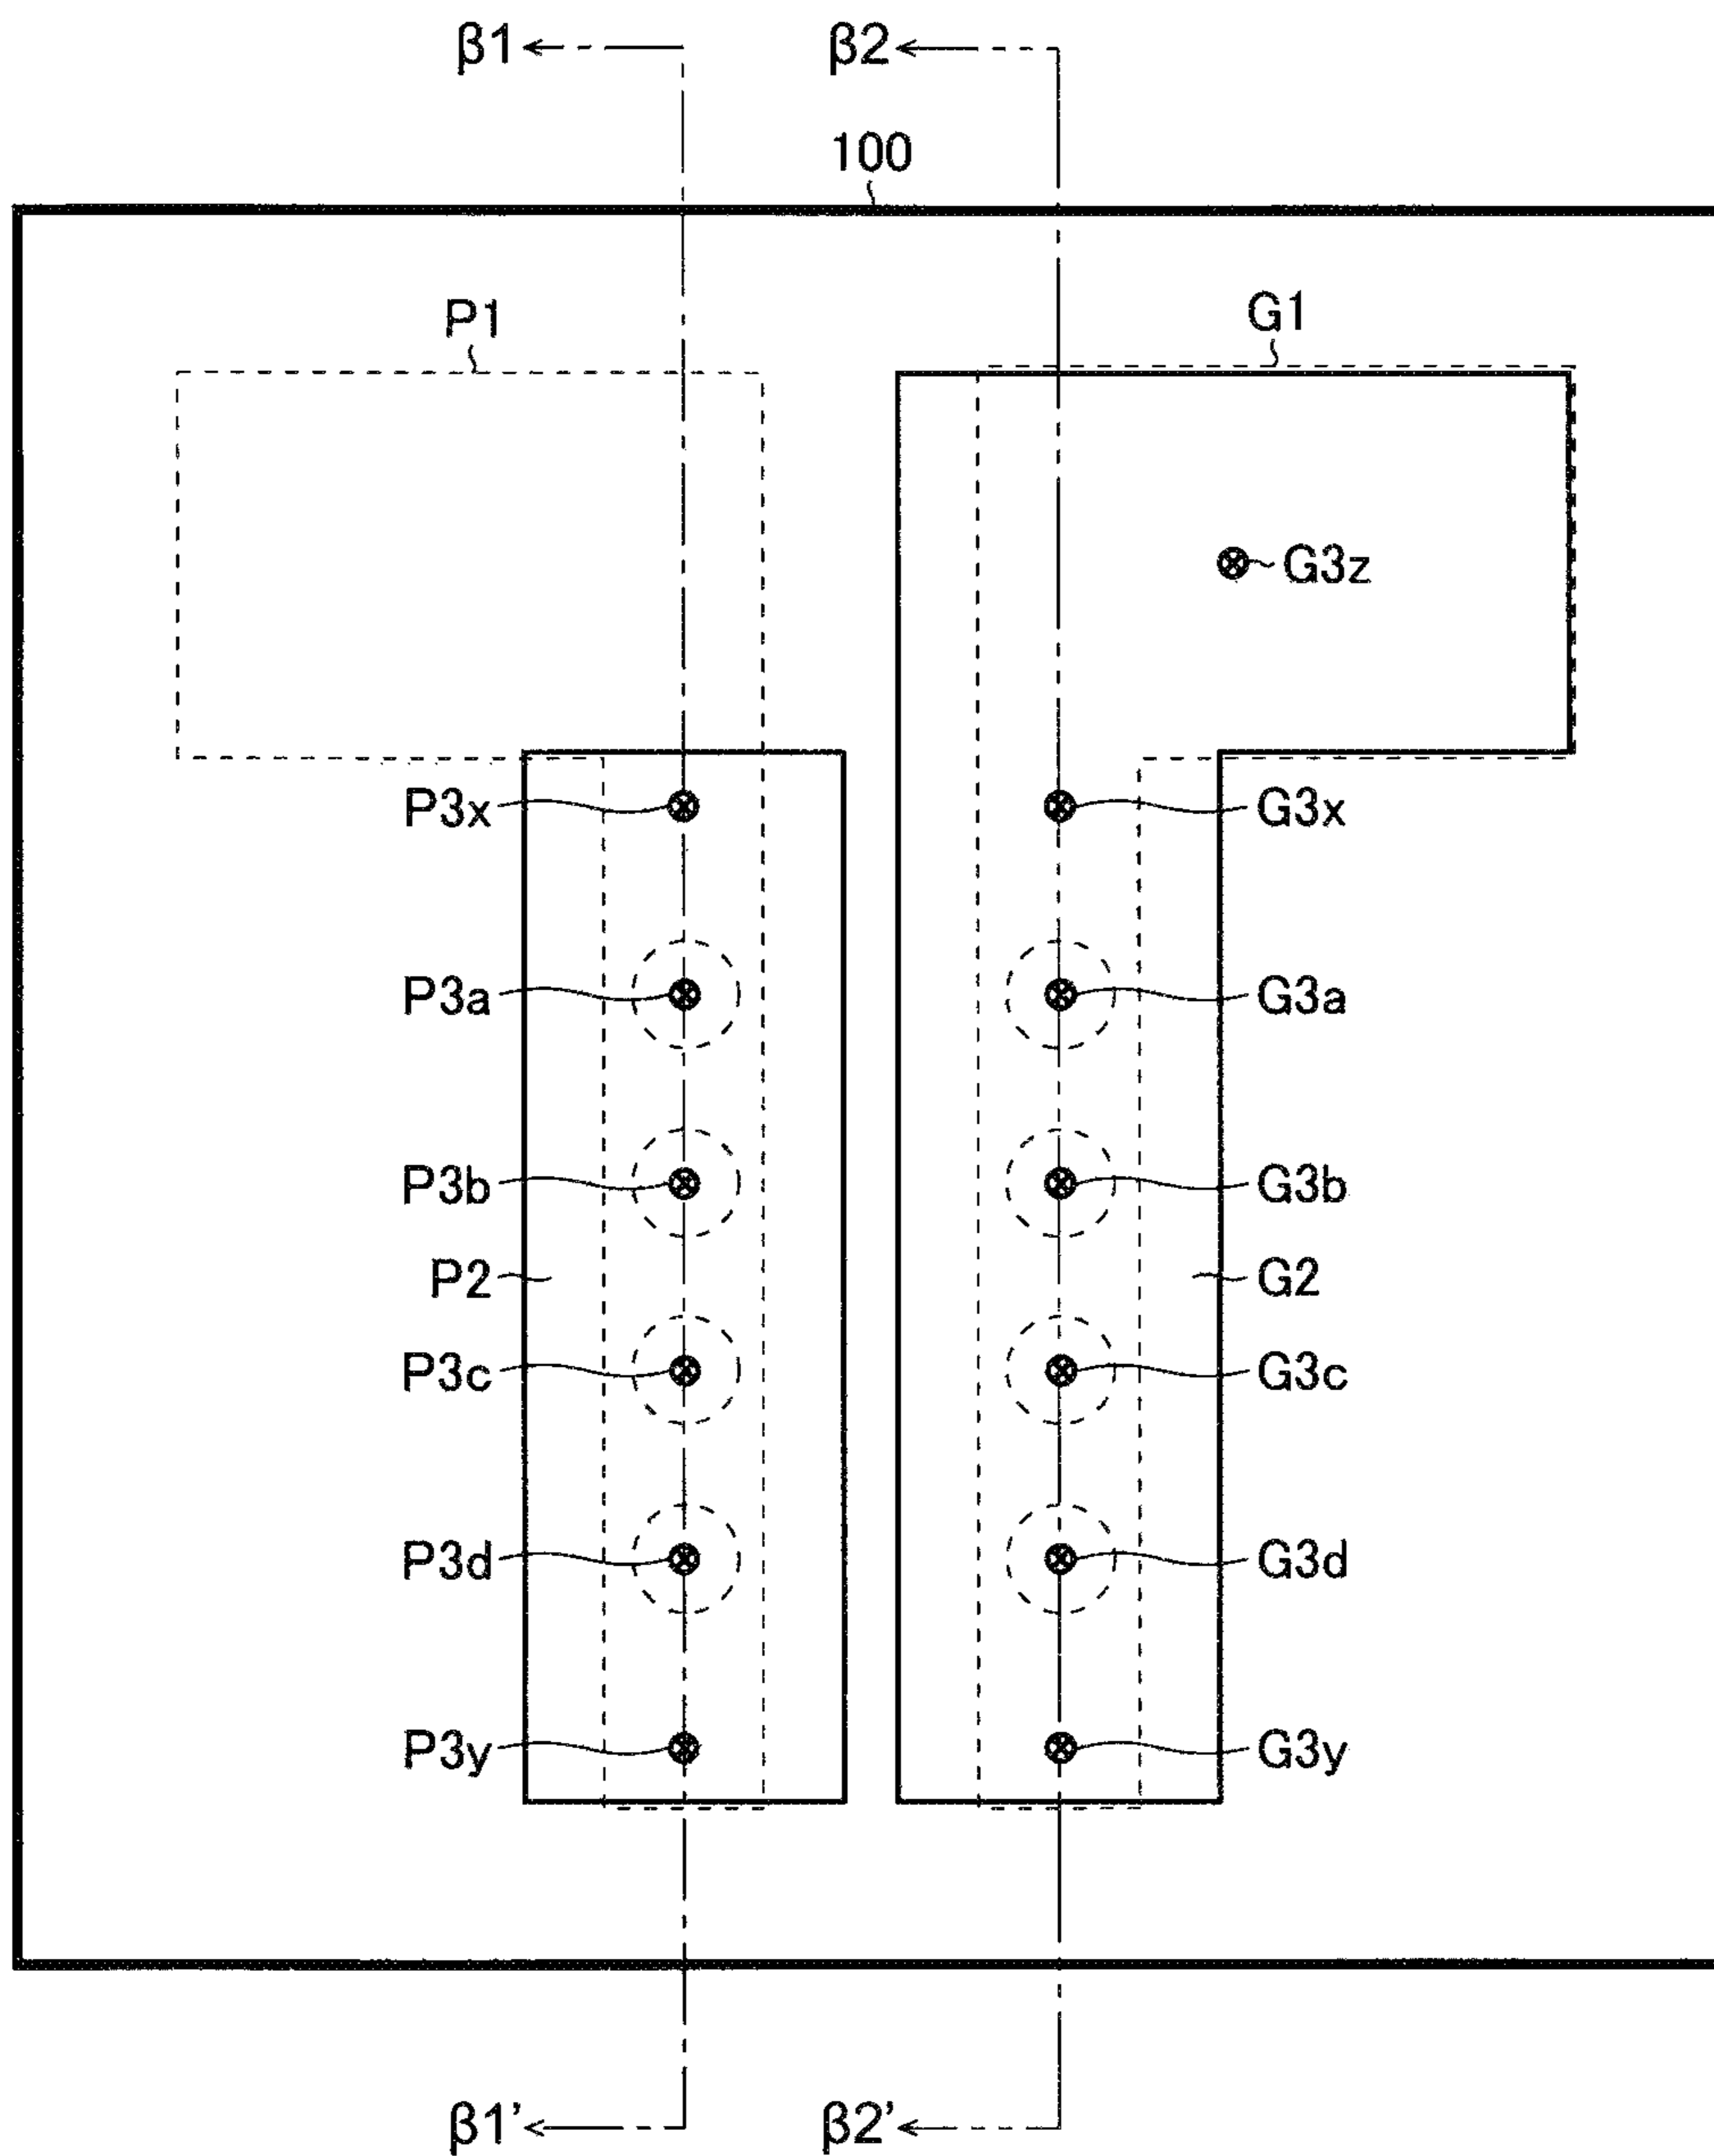 β1 β2
100
P1 G1
G3z
P3x G3x
P3a G3a
P3b G3b
P2 G2
P3c G3c
P3d G3d
P3y G3y
β1’ β2’